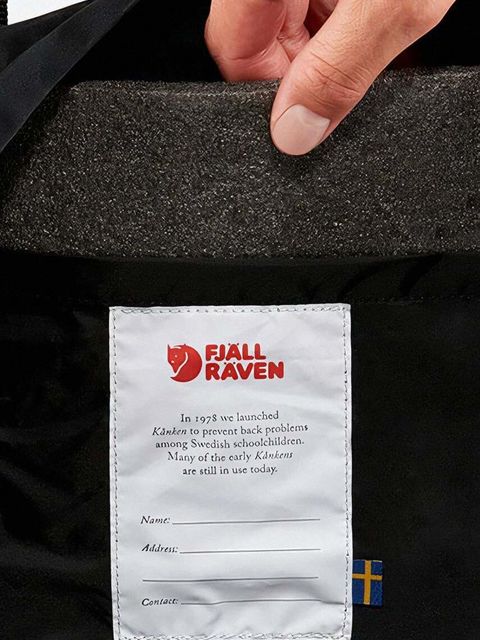 FJÄLL
RÄVEN
In 1978 we launched
Kånken to prevent back problems
among Swedish schoolchildren.
Many of the early Kånkens
are still in use today.
Name:
Address:
Contact: